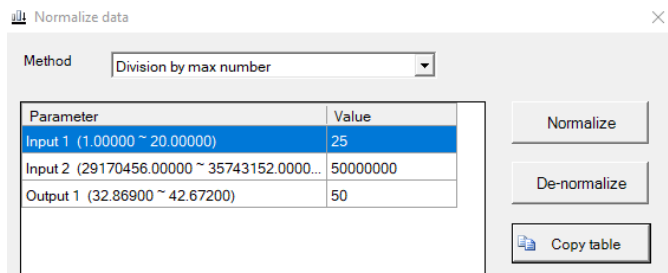 Normalize data
Method
Division by max number
Parameter Value
Input 1 (1.00000 ~ 20.00000) 25
Input 2 (29170456.00000 ~ 35743152.0000... 50000000
Output 1 (32.86900 ~ 42.67200) 50
Normalize
De-normalize
Copy table